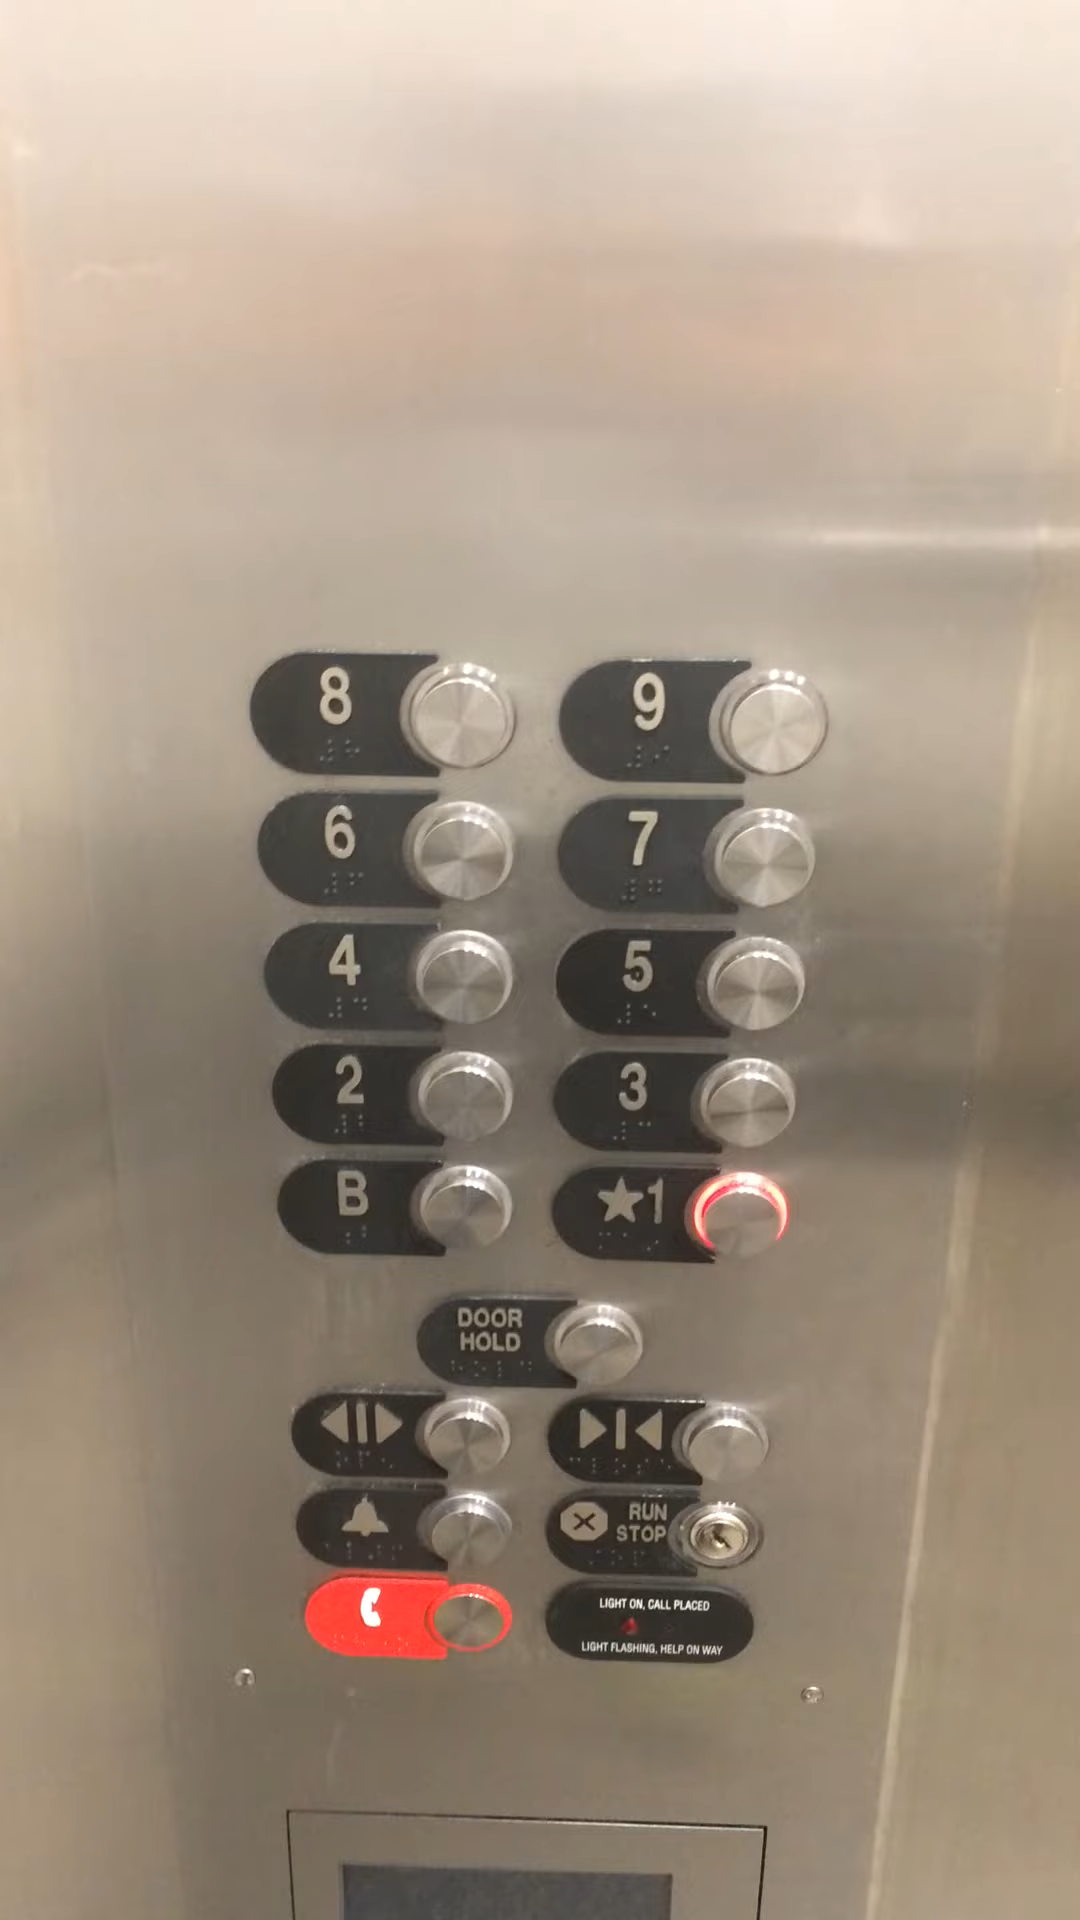 8 9
6 7
4 5
2 3
B ★1
DOOR
HOLD
RUN
STOP
LIGHT ON, CALL PLACED
LIGHT FLASHING, HELP ON WAY